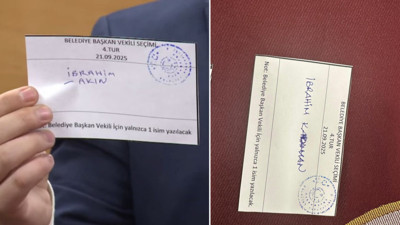 BELEDİYE BAŞKAN VEKİLİ SEÇİMİ
4.TUR
21.09.2025
İBRAHİM
AKIN
Belediye Başkan Vekili İçin yalnızca 1 isim yazılacak
BELEDİYE BAŞKAN VEKİLİ SEÇİMİ
4.TUR
21.09.2025
İBRAHİM KAHRAMAN
Not: Belediye Başkan Vekili İçin yalnızca 1 isim yazılacak.